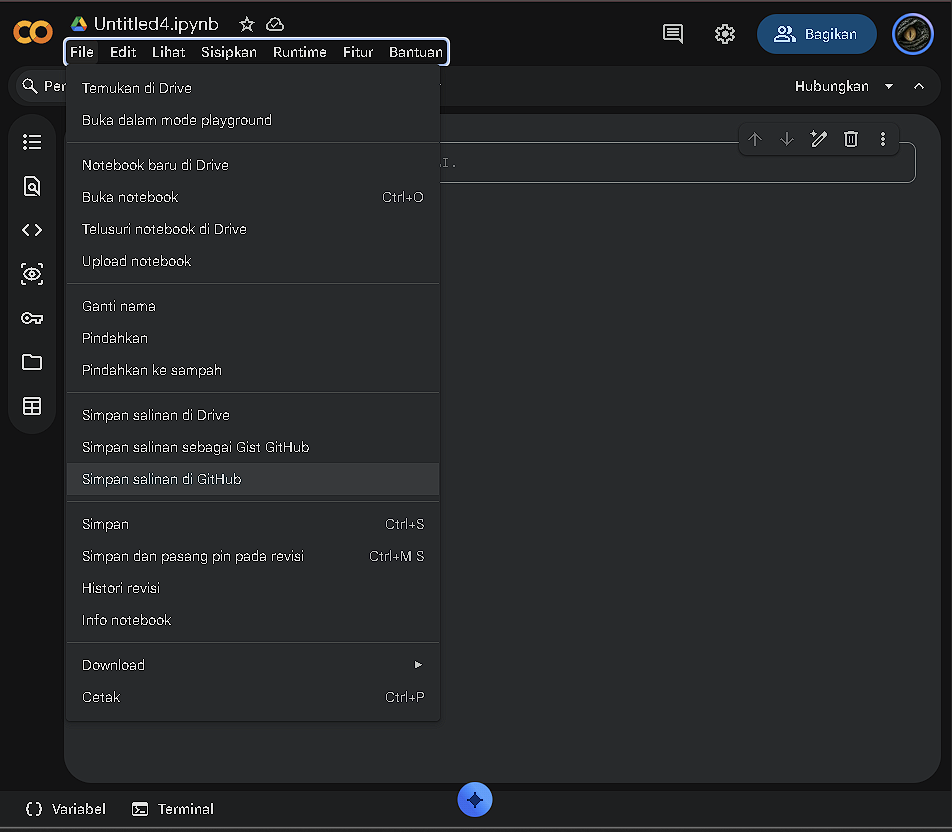 Untitled4.ipynb
File Edit Lihat Sisipkan Runtime Fitur Bantuan
Bagikan
Hubungkan
Temukan di Drive
Buka dalam mode playground
Notebook baru di Drive
Buka notebook Ctrl+O
Telusuri notebook di Drive
Upload notebook
Ganti nama
Pindahkan
Pindahkan ke sampah
Simpan salinan di Drive
Simpan salinan sebagai Gist GitHub
Simpan salinan di GitHub
Simpan Ctrl+S
Simpan dan pasang pin pada revisi Ctrl+M S
Histori revisi
Info notebook
Download
Cetak Ctrl+P
Variabel Terminal